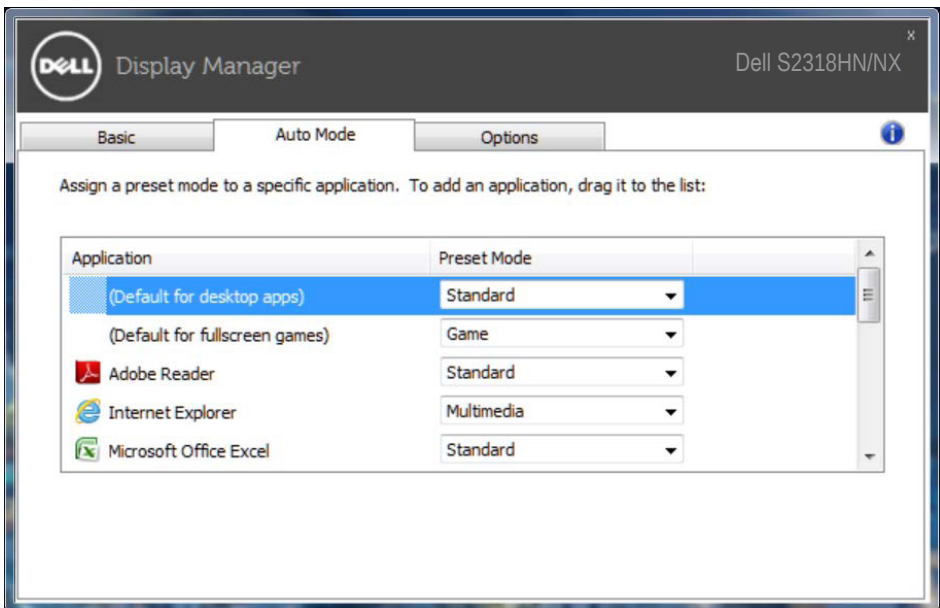 DELL Display Manager
Dell S2318HN/NX
x
Basic Auto Mode Options i
Assign a preset mode to a specific application. To add an application, drag it to the list:
Application Preset Mode
(Default for desktop apps) Standard
(Default for fullscreen games) Game
Adobe Reader Standard
Internet Explorer Multimedia
Microsoft Office Excel Standard